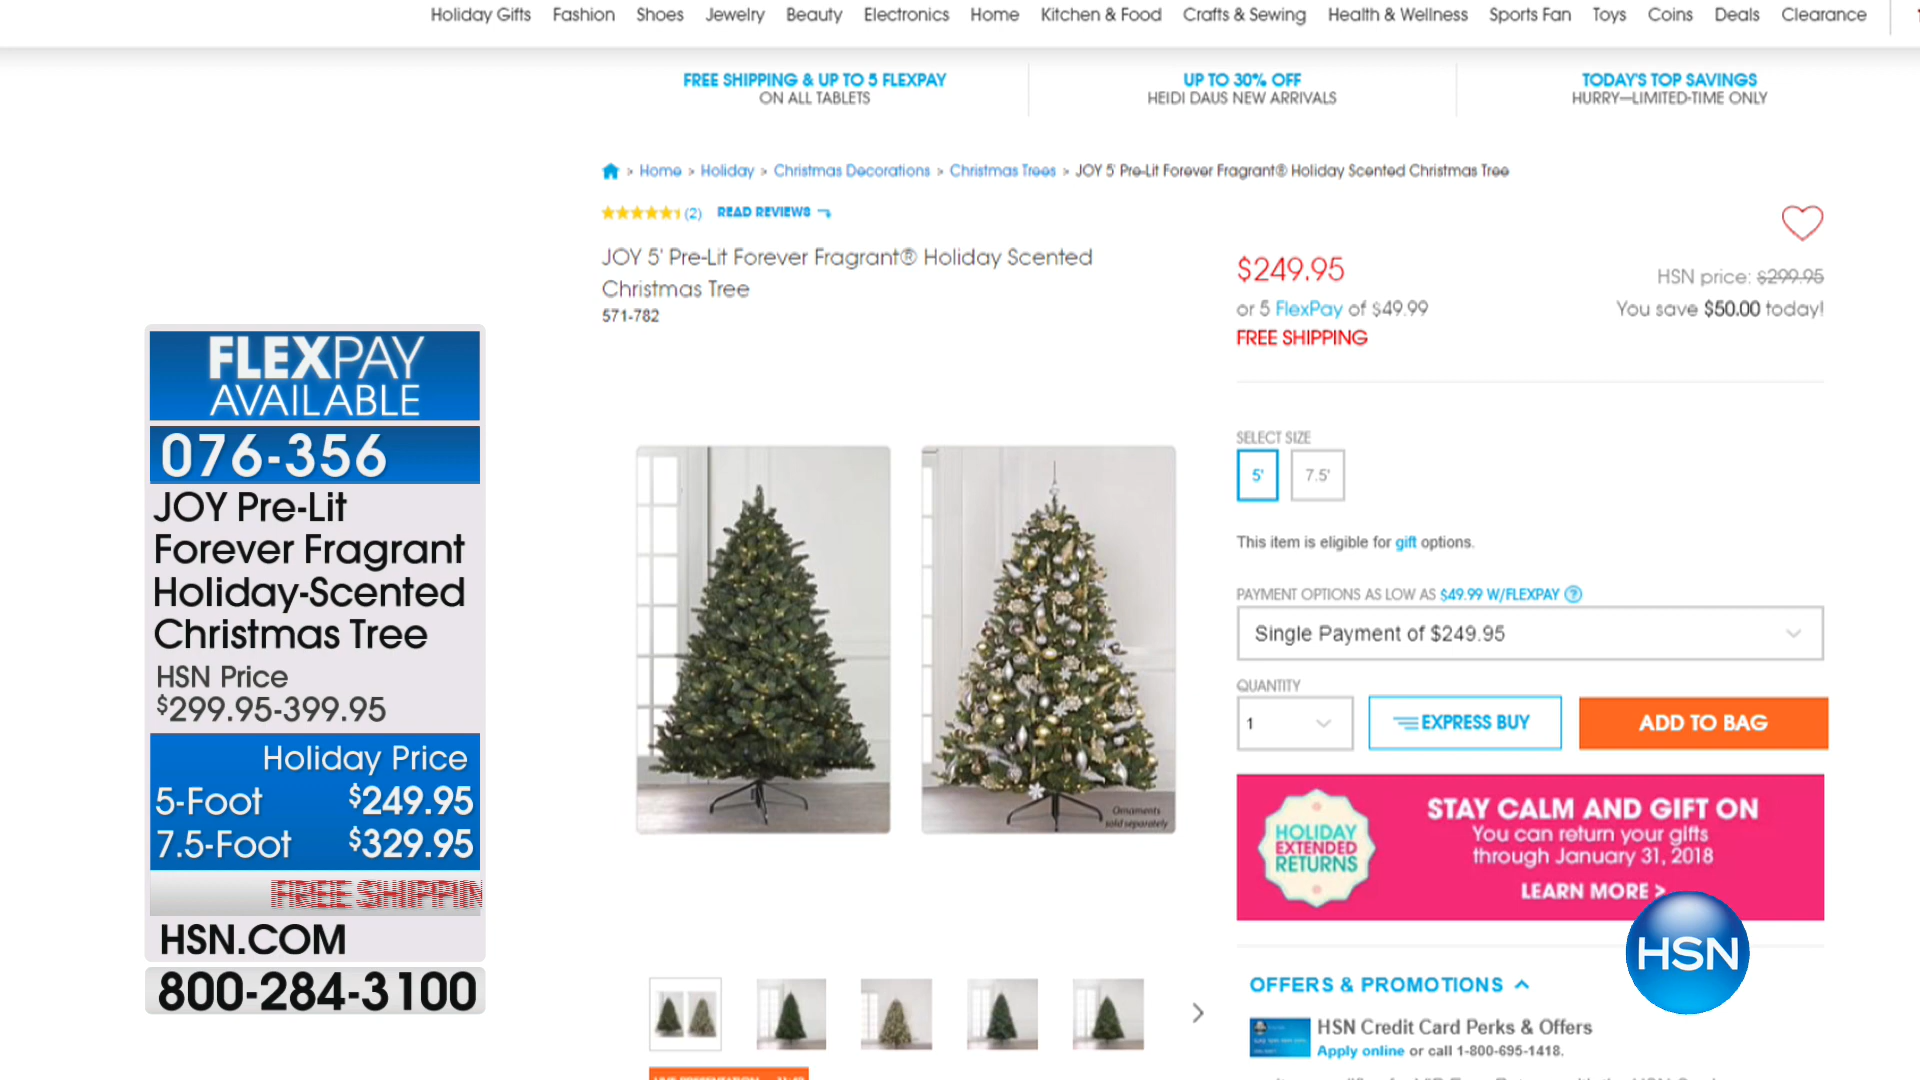 Holiday Gifts Fashion Shoes Jewelry Beauty Electronics Home Kitchen & Food Crafts & Sewing Health & Wellness Sports Fan Toys Coins Deals Clearance
FREE SHIPPING & UP TO 5 FLEXPAY
ON ALL TABLETS
UP TO 30% OFF
HEIDI DAUS NEW ARRIVALS
TODAY'S TOP SAVINGS
HURRY—LIMITED-TIME ONLY
> Home > Holiday > Christmas Decorations > Christmas Trees > JOY 5' Pre-Lit Forever Fragrant® Holiday Scented Christmas Tree
(2) READ REVIEWS
JOY 5' Pre-Lit Forever Fragrant® Holiday Scented
Christmas Tree
571-782
$249.95
HSN price: $299.95
or 5 FlexPay of $49.99
You save $50.00 today!
FREE SHIPPING
SELECT SIZE
5' 7.5'
This item is eligible for gift options.
PAYMENT OPTIONS AS LOW AS $49.99 W/FLEXPAY ?
Single Payment of $249.95
QUANTITY
1
EXPRESS BUY
ADD TO BAG
Ornaments
sold separately
HOLIDAY
EXTENDED
RETURNS
STAY CALM AND GIFT ON
You can return your gifts
through January 31, 2018
LEARN MORE >
HSN
OFFERS & PROMOTIONS
HSN Credit Card Perks & Offers
Apply online or call 1-800-695-1418.
FLEXPAY
AVAILABLE
076-356
JOY Pre-Lit
Forever Fragrant
Holiday-Scented
Christmas Tree
HSN Price
$299.95-399.95
Holiday Price
5-Foot $249.95
7.5-Foot $329.95
FREE SHIPPIN
HSN.COM
800-284-3100